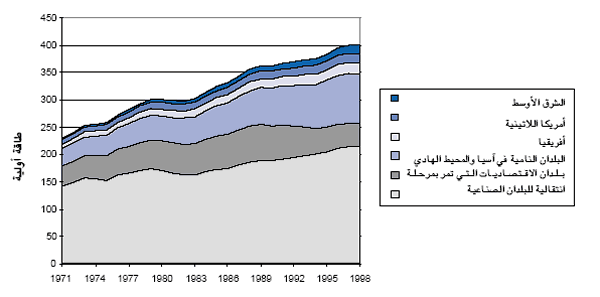 450
400
350
300
250
200
150
100
50
0
طاقة أولية
1971 1974 1977 1980 1983 1986 1989 1992 1995 1998
الشرق الأوسط
أمريكا اللاتينية
أفريقيا
البلدان النامية في آسيا والمحيط الهادي
بلدان الاقتصاديات التي تمر بمرحلة
انتقالية للبلدان الصناعية